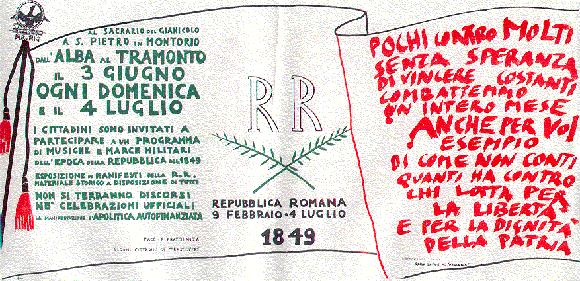 AL SACRARIO DEL GIANICOLO
A S. PIETRO IN MONTORIO
DALL'ALBA AL TRAMONTO
IL 3 GIUGNO
OGNI DOMENICA
E IL 4 LUGLIO
I CITTADINI SONO INVITATI A
PARTECIPARE A UN PROGRAMMA
DI MUSICHE E MARCE MILITARI
DELL'EPOCA DELLA REPUBBLICA DEL 1849
ESPOSIZIONE DI MANIFESTI DELLA R.R.
MATERIALE STORICO A DISPOSIZIONE DI TUTTI
NON SI TERRANNO DISCORSI
NE' CELEBRAZIONI UFFICIALI
LA MANIFESTAZIONE È APOLITICA AUTOFINANZIATA
R R
REPUBBLICA ROMANA
9 FEBBRAIO-4 LUGLIO
1849
POCHI CONTRO MOLTI
SENZA SPERANZA
DI VINCERE COSTANTI
COMBATTEMMO
UN INTERO MESE
ANCHE PER VOI
ESEMPIO
DI COME NON CONTI
QUANTI HA CONTRO
CHI LOTTA PER
LA LIBERTÀ
E PER LA DIGNITÀ
DELLA PATRIA